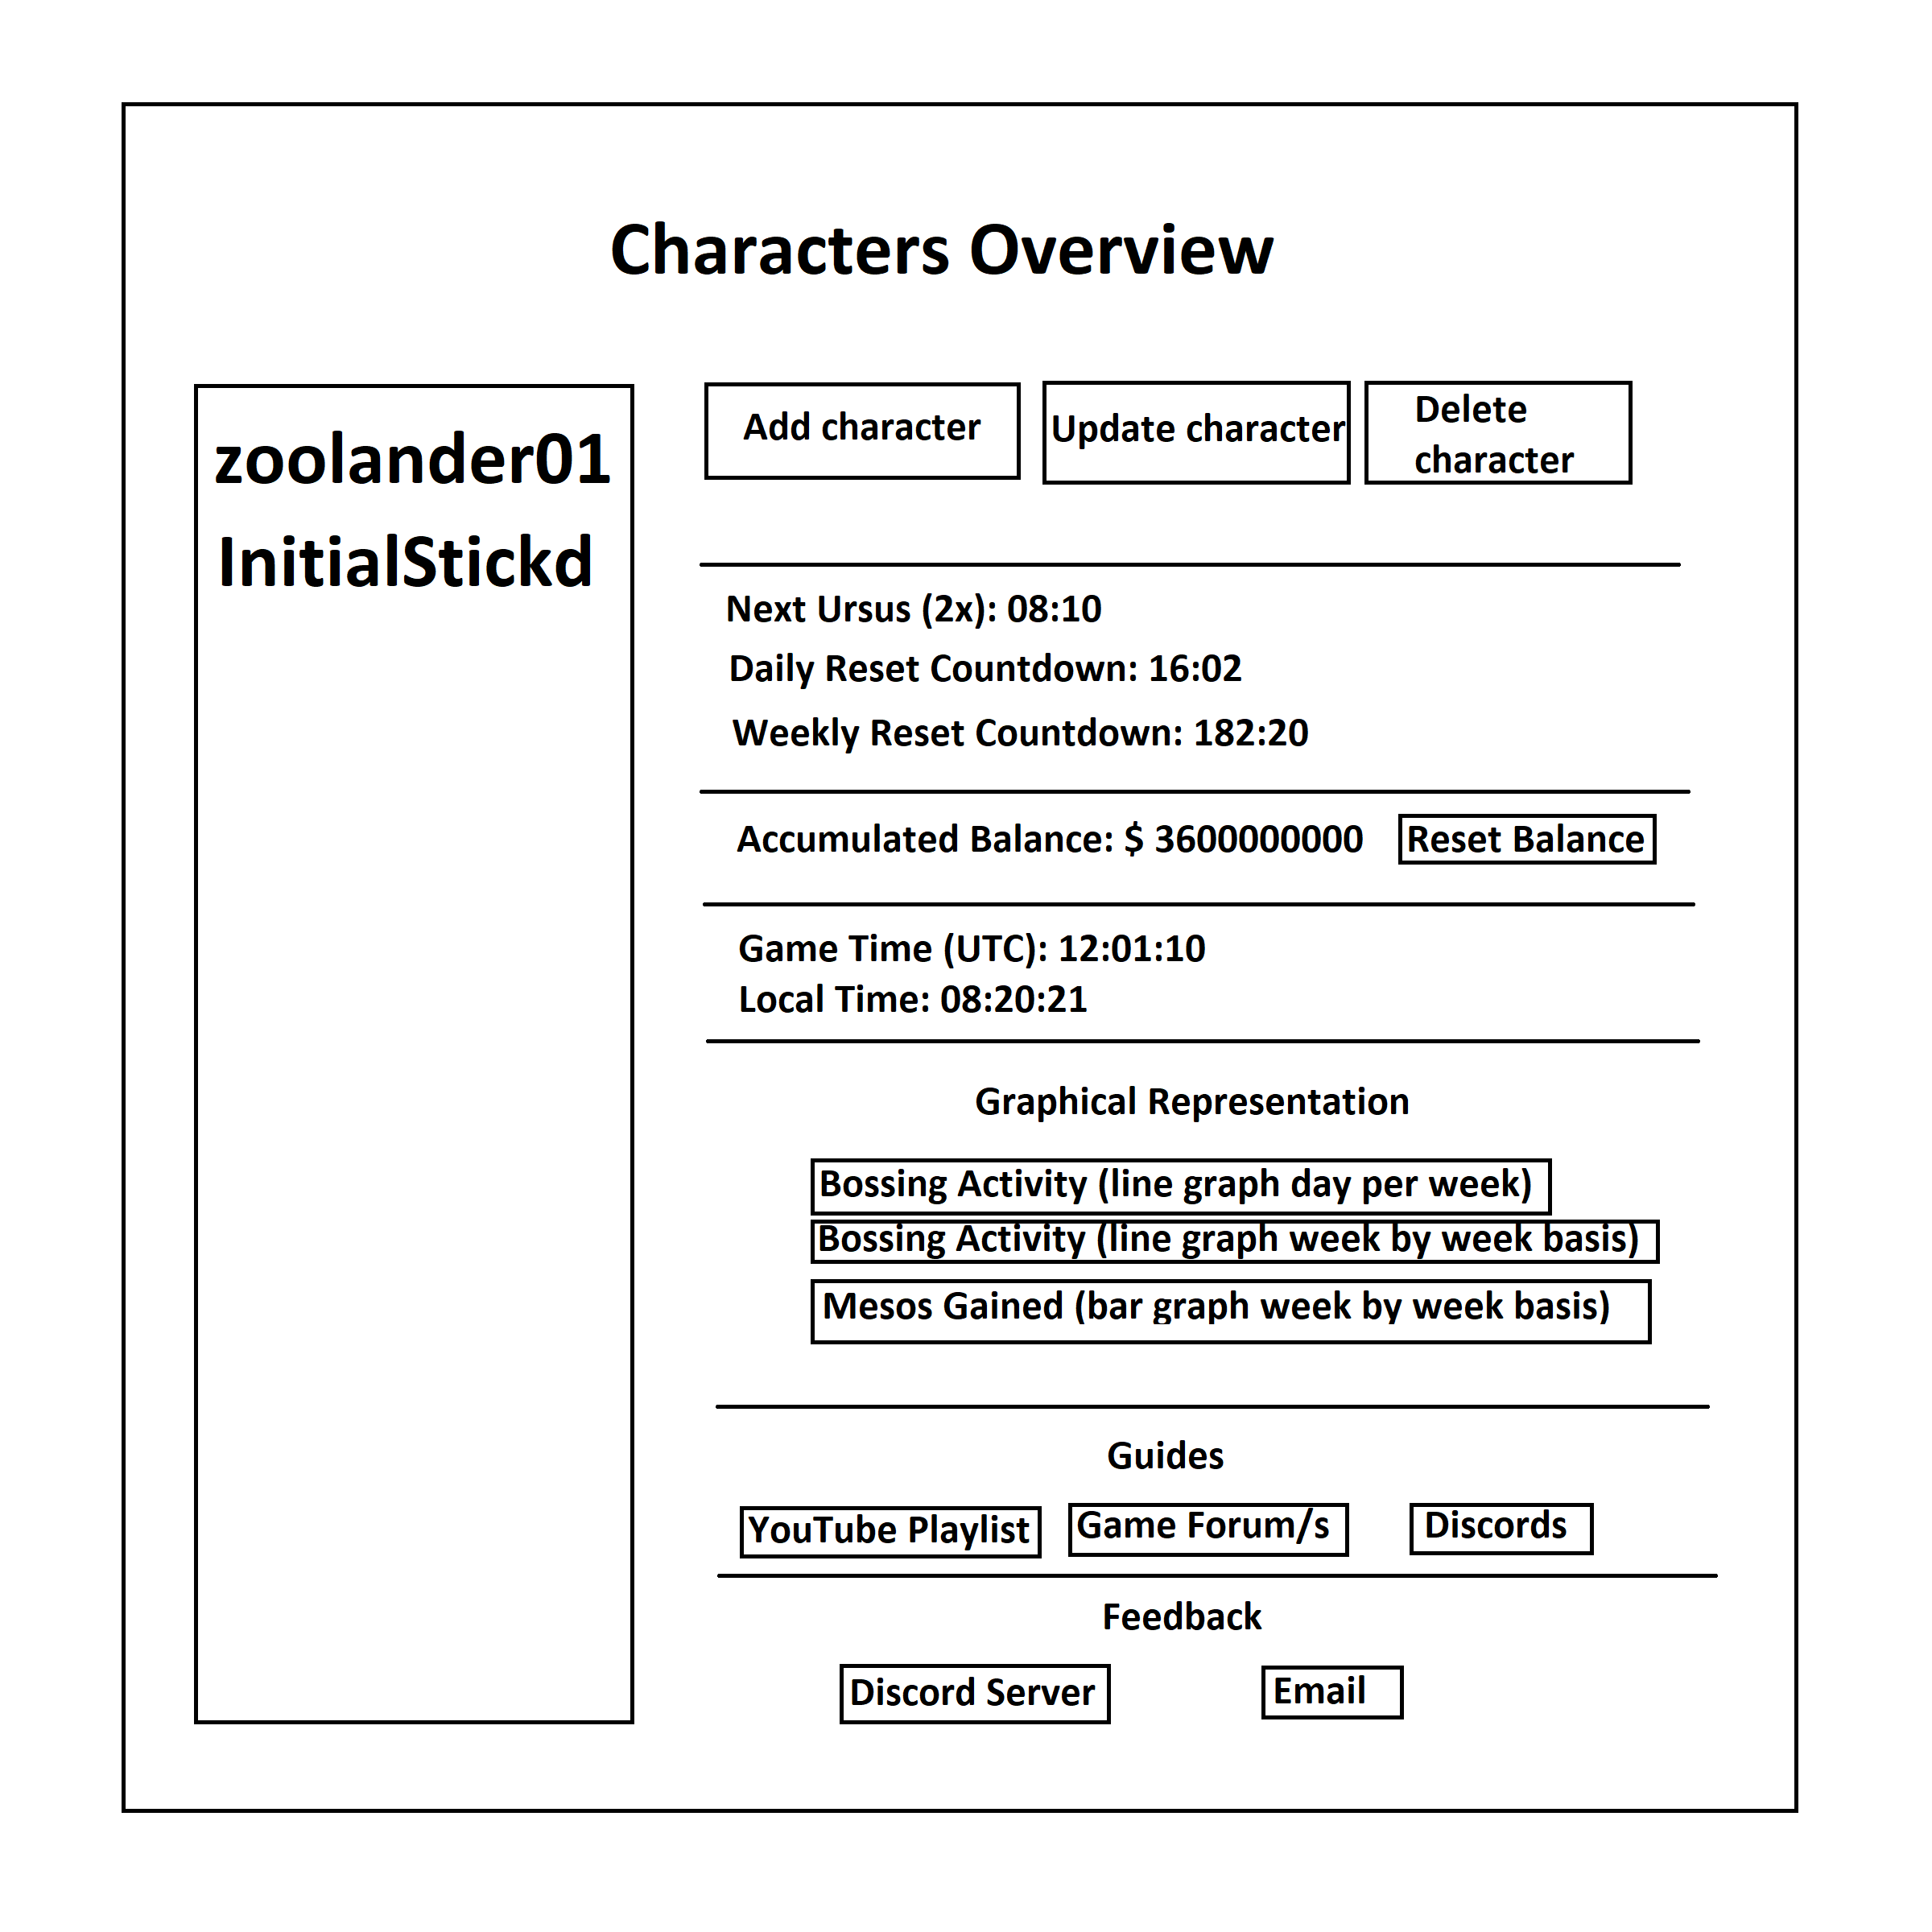 Characters Overview
zoolander01
InitialStickd
Add character
Update character
Delete
character
Next Ursus (2x): 08:10
Daily Reset Countdown: 16:02
Weekly Reset Countdown: 182:20
Accumulated Balance: $ 3600000000
Reset Balance
Game Time (UTC): 12:01:10
Local Time: 08:20:21
Graphical Representation
Bossing Activity (line graph day per week)
Bossing Activity (line graph week by week basis)
Mesos Gained (bar graph week by week basis)
Guides
YouTube Playlist
Game Forum/s
Discords
Feedback
Discord Server
Email